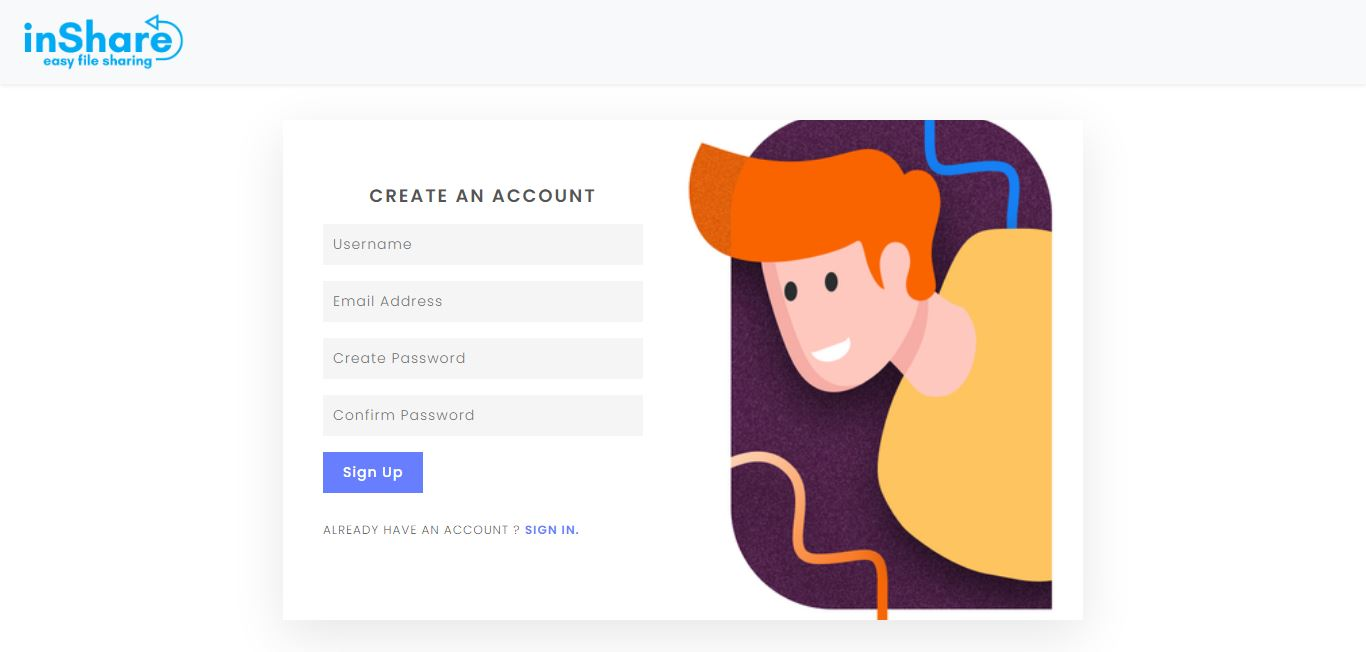 inShare
easy file sharing
CREATE AN ACCOUNT
Username
Email Address
Create Password
Confirm Password
Sign Up
ALREADY HAVE AN ACCOUNT ? SIGN IN.